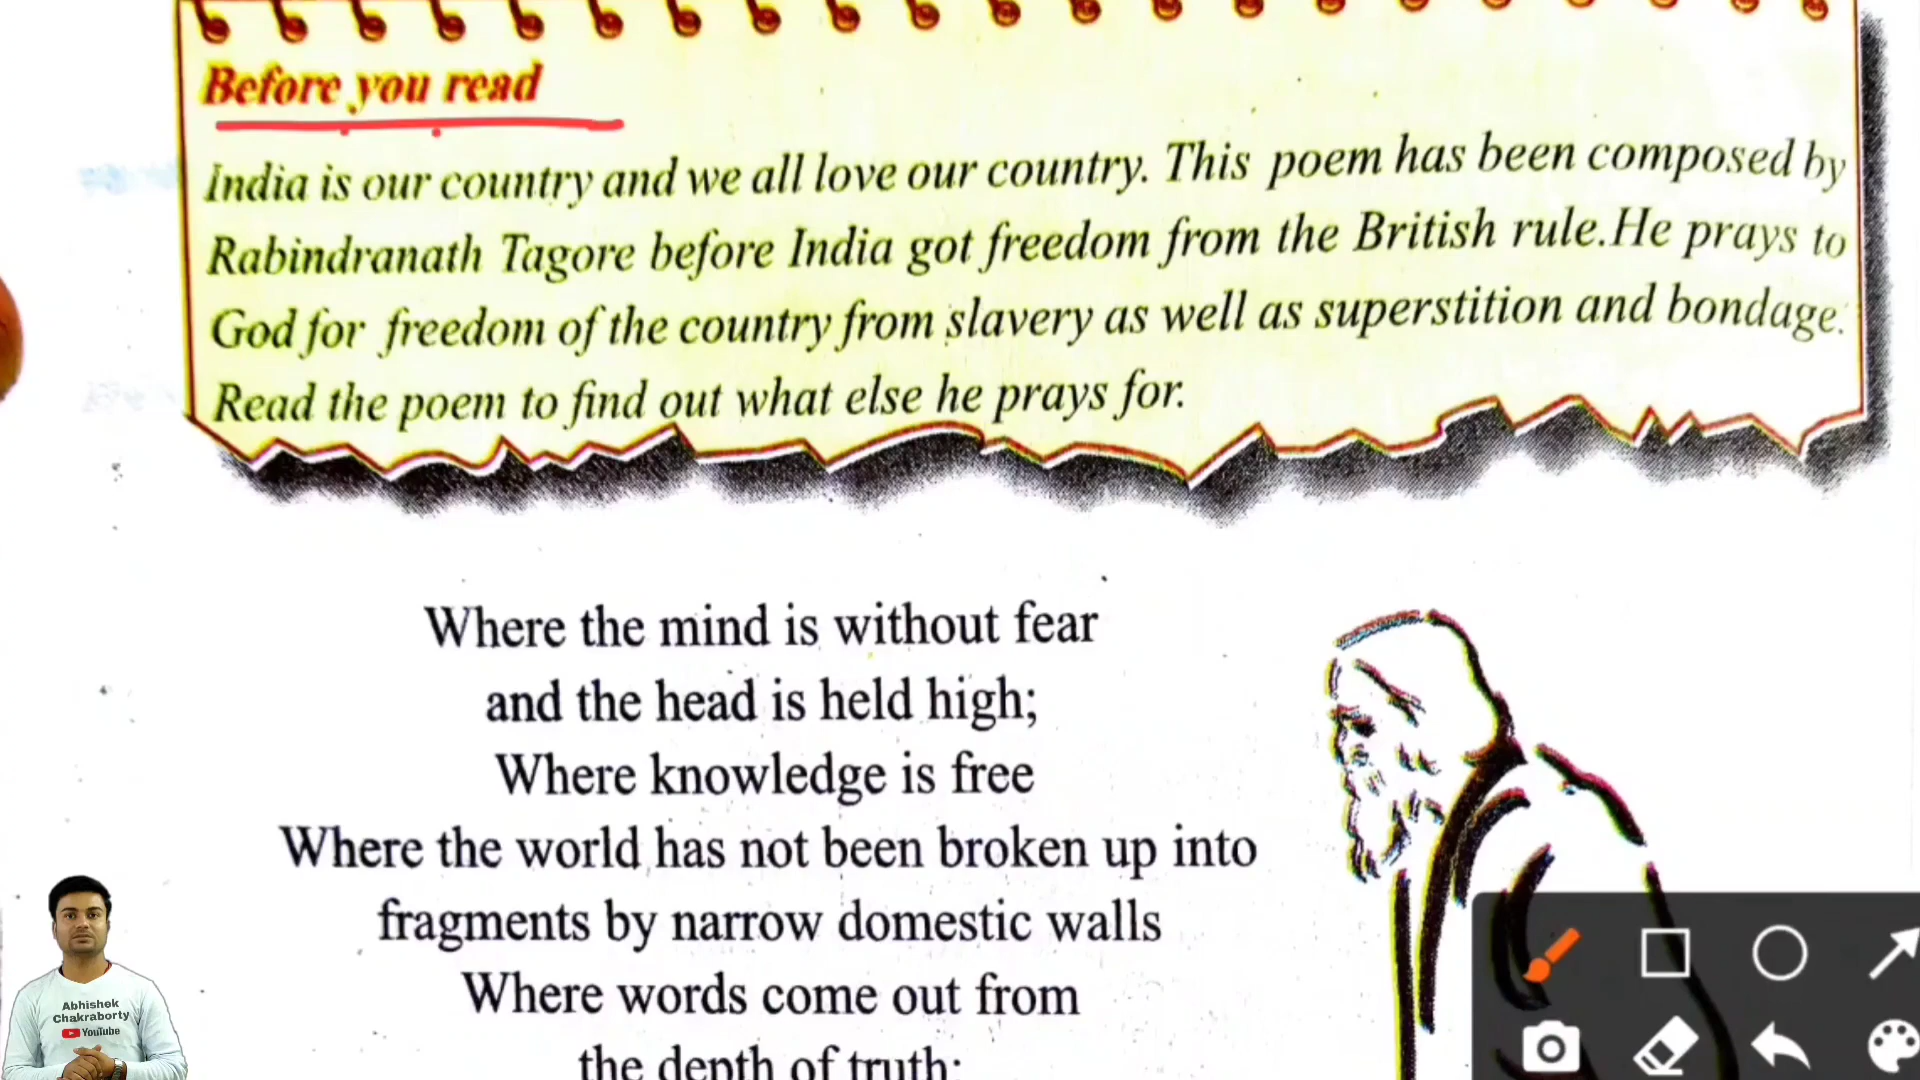 Before you read
India is our country and we all love our country. This poem has been composed by
Rabindranath Tagore before India got freedom from the British rule.He prays to
God for freedom of the country from slavery as well as superstition and bondage.
Read the poem to find out what else he prays for.
Where the mind is without fear
and the head is held high;
Where knowledge is free
Where the world has not been broken up into
fragments by narrow domestic walls
Where words come out from
the depth of truth;
Abhishek
Chakraborty
YouTube